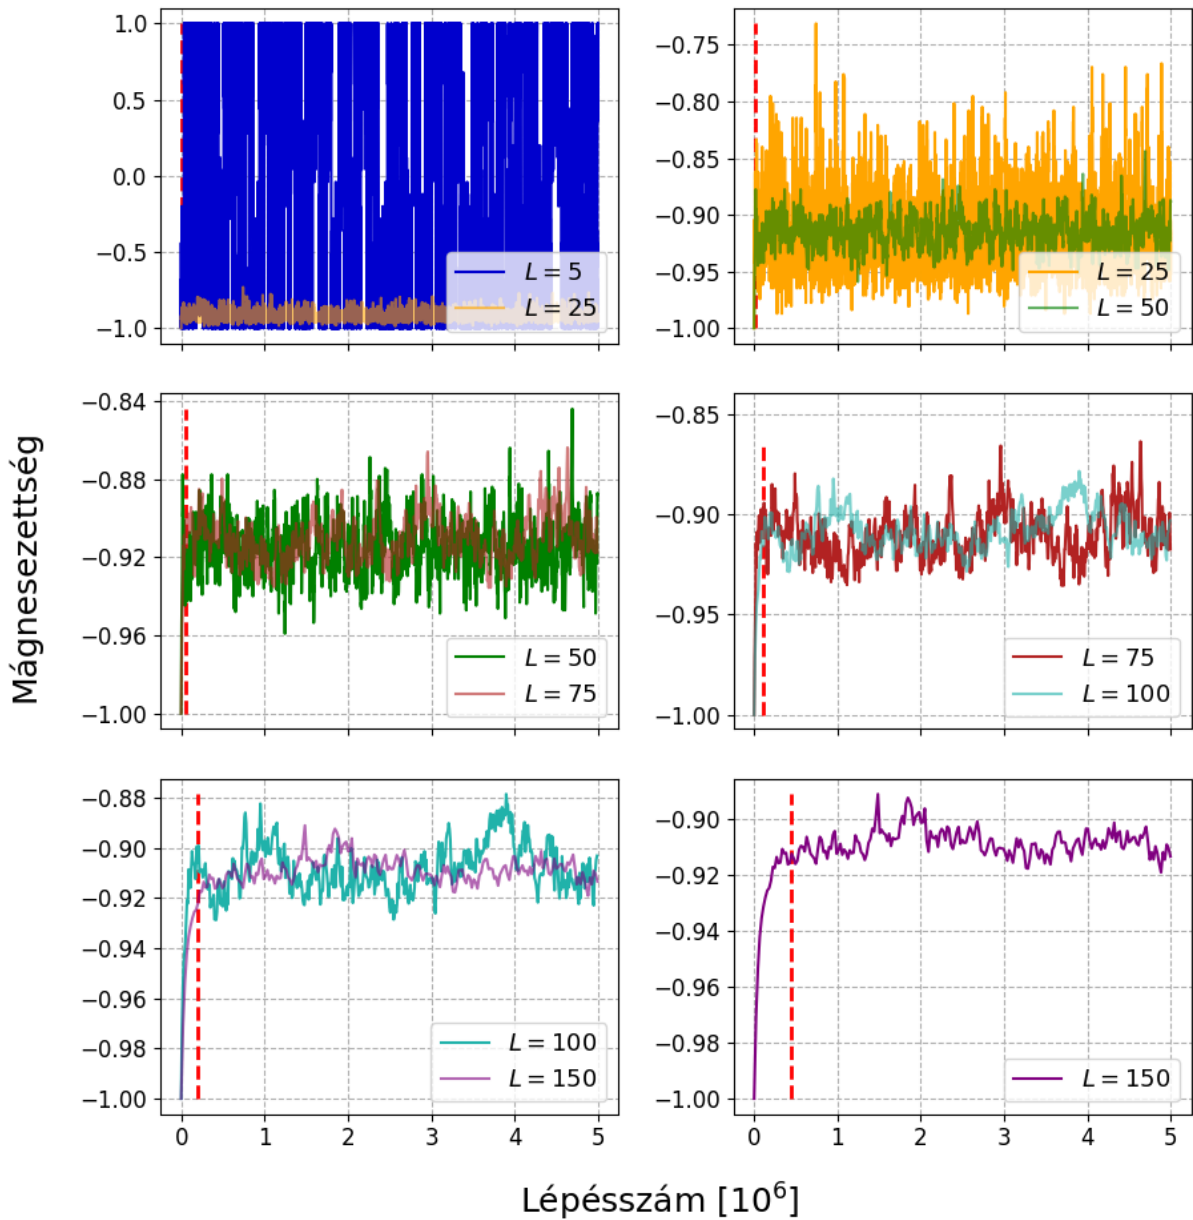 1.0
0.5
0.0
−0.5
−1.0
L = 5
L = 25
−0.75
−0.80
−0.85
−0.90
−0.95
−1.00
L = 25
L = 50
−0.84
−0.88
−0.92
−0.96
−1.00
L = 50
L = 75
−0.85
−0.90
−0.95
−1.00
L = 75
L = 100
−0.88
−0.90
−0.92
−0.94
−0.96
−0.98
−1.00
L = 100
L = 150
0 1 2 3 4 5
−0.90
−0.92
−0.94
−0.96
−0.98
−1.00
L = 150
0 1 2 3 4 5
Mágnesezettség
Lépésszám [10⁶]